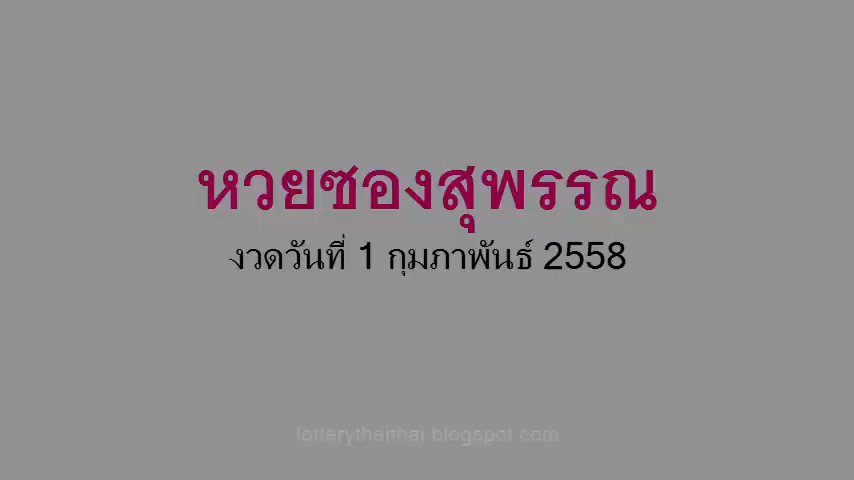 หวยซองสุพรรณ
งวดวันที่ 1 กุมภาพันธ์ 2558
lotterythaithai.blogspot.com